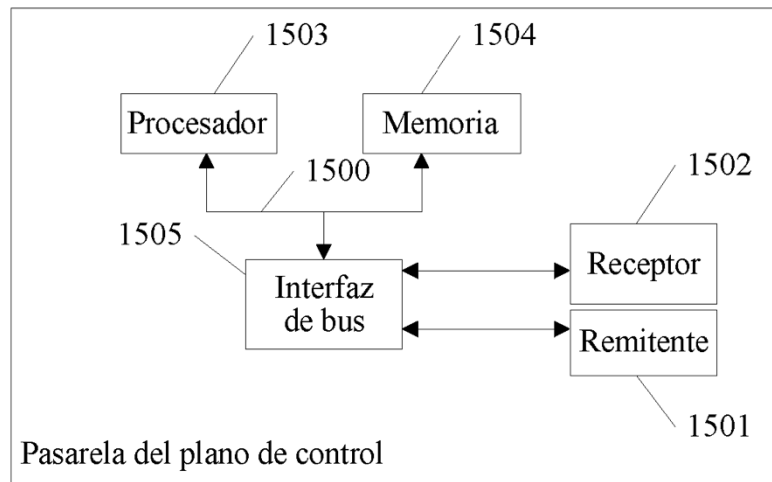 1503
1504
Procesador
Memoria
1500
1502
1505
Receptor
Interfaz
de bus
Remitente
1501
Pasarela del plano de control